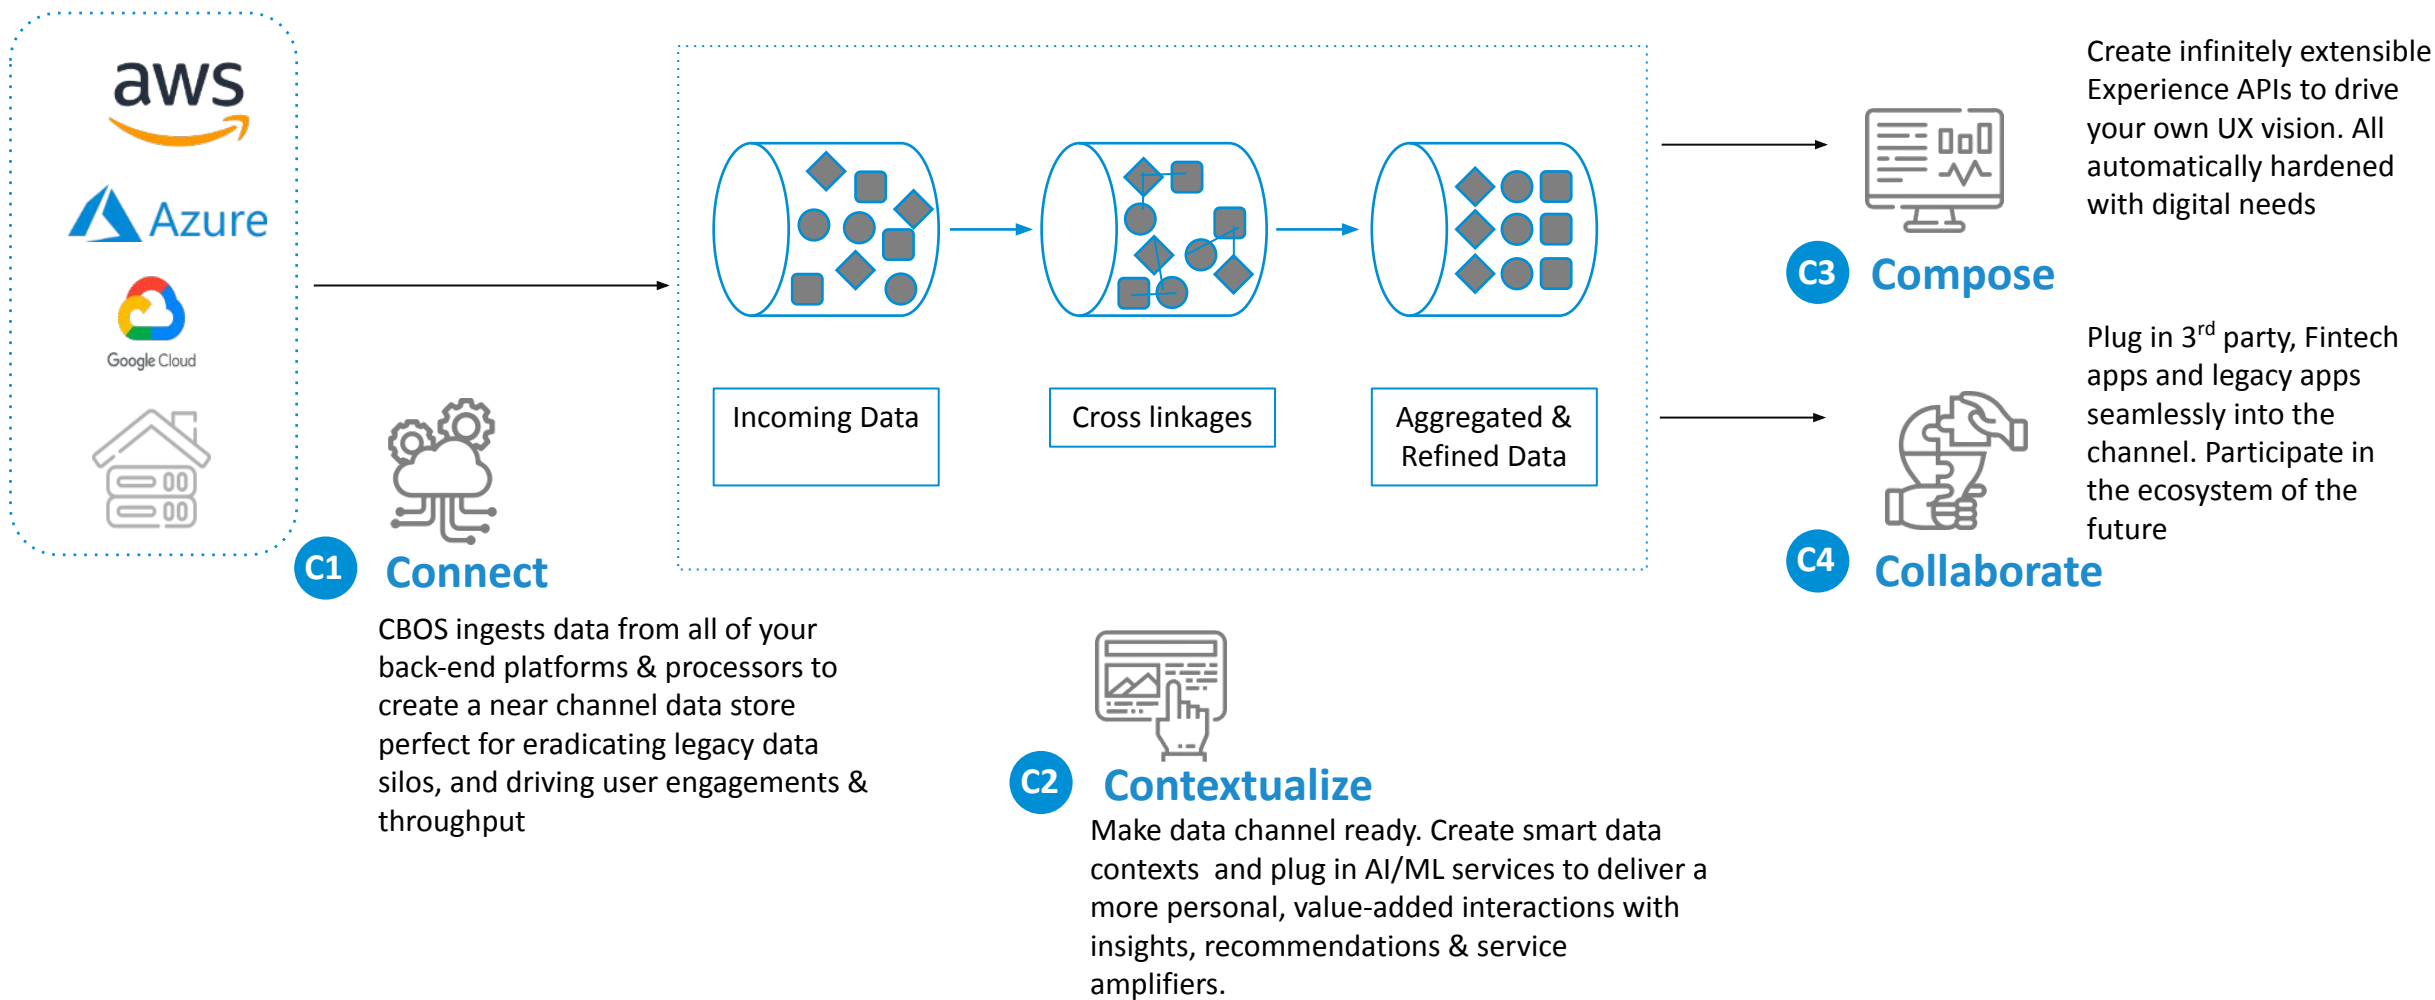 aws
Azure
Google Cloud
C1 Connect
CBOS ingests data from all of your
back-end platforms & processors to
create a near channel data store
perfect for eradicating legacy data
silos, and driving user engagements &
throughput
Incoming Data
Cross linkages
Aggregated &
Refined Data
C2 Contextualize
Make data channel ready. Create smart data
contexts  and plug in AI/ML services to deliver a
more personal, value-added interactions with
insights, recommendations & service
amplifiers.
C3 Compose
Create infinitely extensible
Experience APIs to drive
your own UX vision. All
automatically hardened
with digital needs
C4 Collaborate
Plug in 3rd party, Fintech
apps and legacy apps
seamlessly into the
channel. Participate in
the ecosystem of the
future